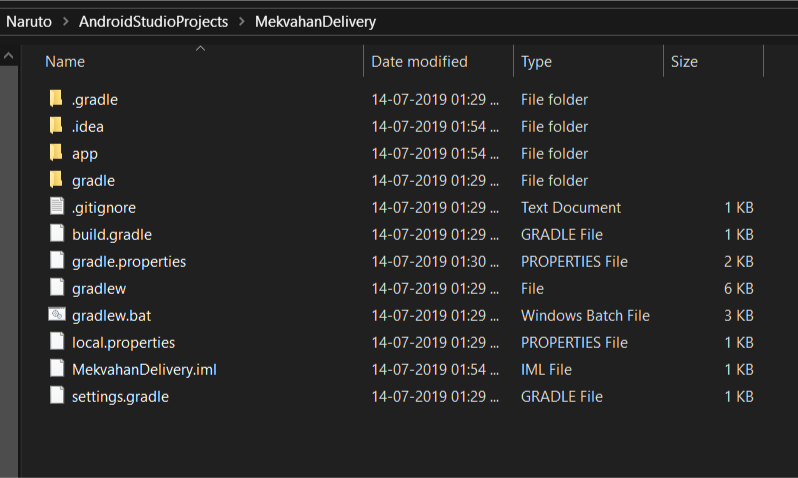 Naruto > AndroidStudioProjects > MekvahanDelivery
Name Date modified Type Size
.gradle 14-07-2019 01:29 ... File folder
.idea 14-07-2019 01:54 ... File folder
app 14-07-2019 01:54 ... File folder
gradle 14-07-2019 01:29 ... File folder
.gitignore 14-07-2019 01:29 ... Text Document 1 KB
build.gradle 14-07-2019 01:29 ... GRADLE File 1 KB
gradle.properties 14-07-2019 01:30 ... PROPERTIES File 2 KB
gradlew 14-07-2019 01:29 ... File 6 KB
gradlew.bat 14-07-2019 01:29 ... Windows Batch File 3 KB
local.properties 14-07-2019 01:29 ... PROPERTIES File 1 KB
MekvahanDelivery.iml 14-07-2019 01:54 ... IML File 1 KB
settings.gradle 14-07-2019 01:29 ... GRADLE File 1 KB